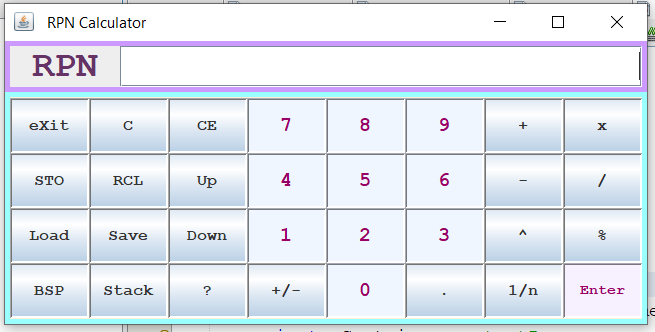 RPN Calculator
RPN
eXit C CE 7 8 9 + x
STO RCL Up 4 5 6 - /
Load Save Down 1 2 3 ^ %
BSP Stack ? +/- 0 . 1/n Enter